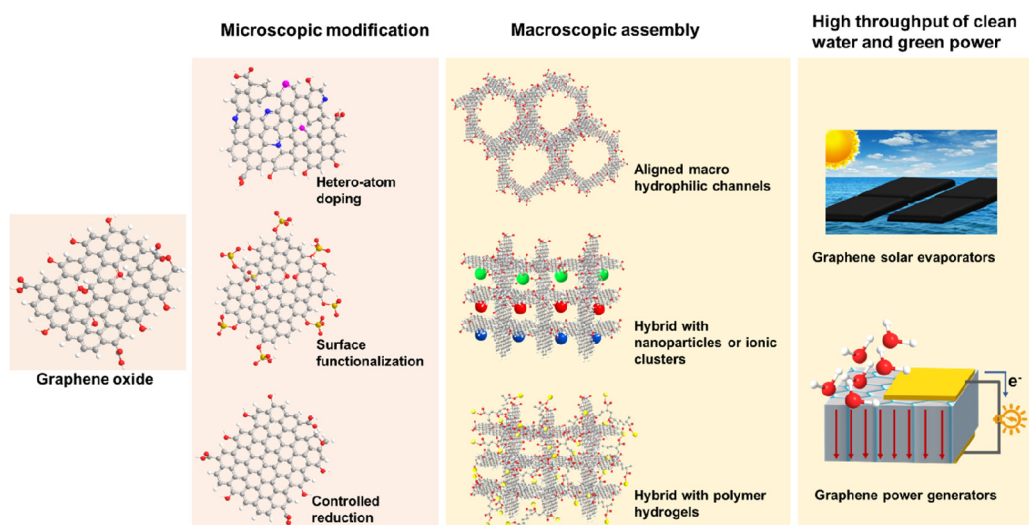 Microscopic modification
Macroscopic assembly
High throughput of clean
water and green power
Graphene oxide
Hetero-atom
doping
Surface
functionalization
Controlled
reduction
Aligned macro
hydrophilic channels
Hybrid with
nanoparticles or ionic
clusters
Hybrid with polymer
hydrogels
Graphene solar evaporators
e-
Graphene power generators